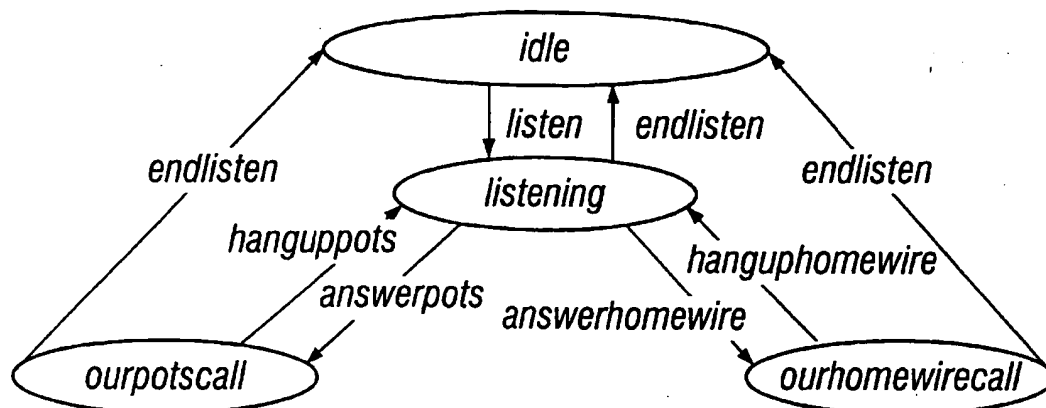 idle
listen endlisten
endlisten endlisten
listening
hanguppots hanguphomewire
answerpots answerhomewire
ourpotscall ourhomewirecall